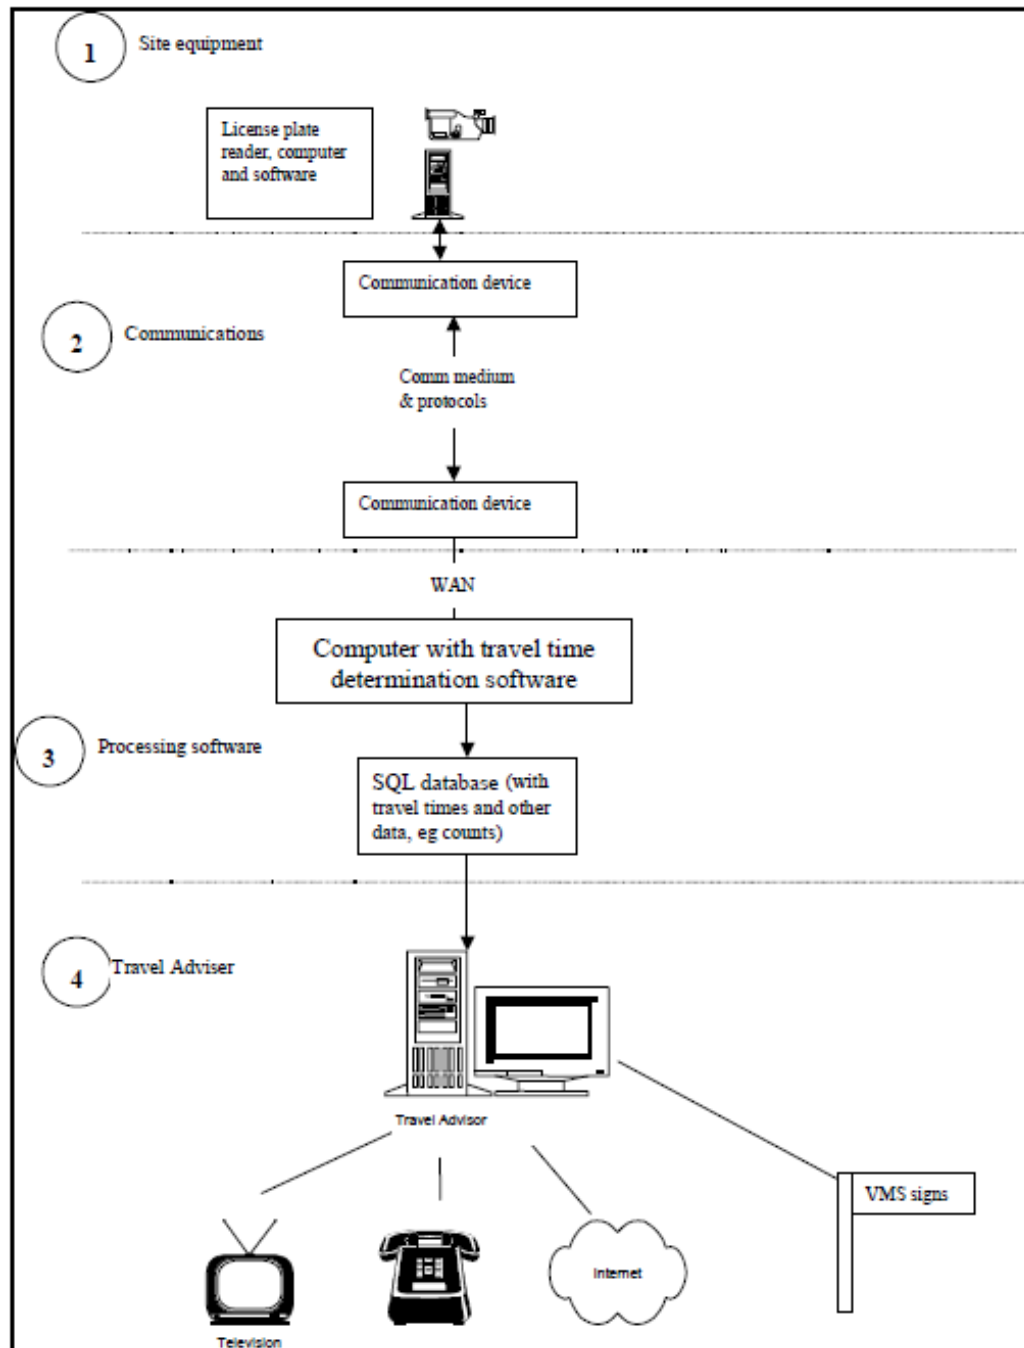 1
Site equipment
License plate
reader, computer
and software
Communication device
2
Communications
Comm medium
& protocols
Communication device
WAN
Computer with travel time
determination software
3
Processing software
SQL database (with
travel times and other
data, eg counts)
4
Travel Adviser
Travel Advisor
VMS signs
Internet
Television